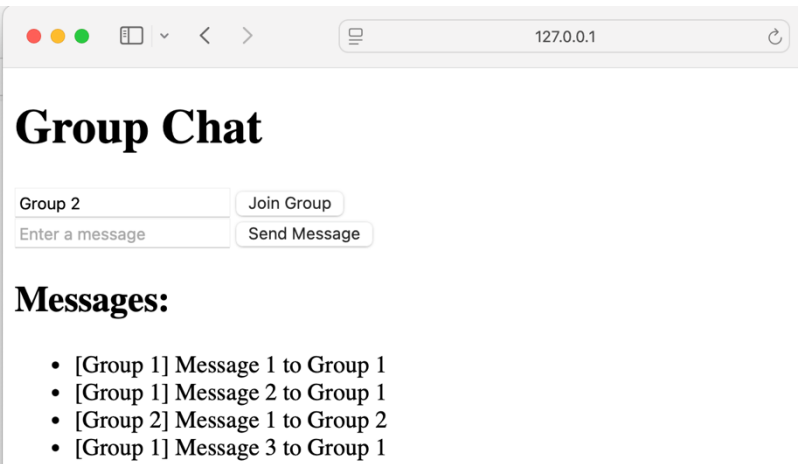 127.0.0.1
Group Chat
Group 2 Join Group
Enter a message Send Message
Messages:
• [Group 1] Message 1 to Group 1
• [Group 1] Message 2 to Group 1
• [Group 2] Message 1 to Group 2
• [Group 1] Message 3 to Group 1